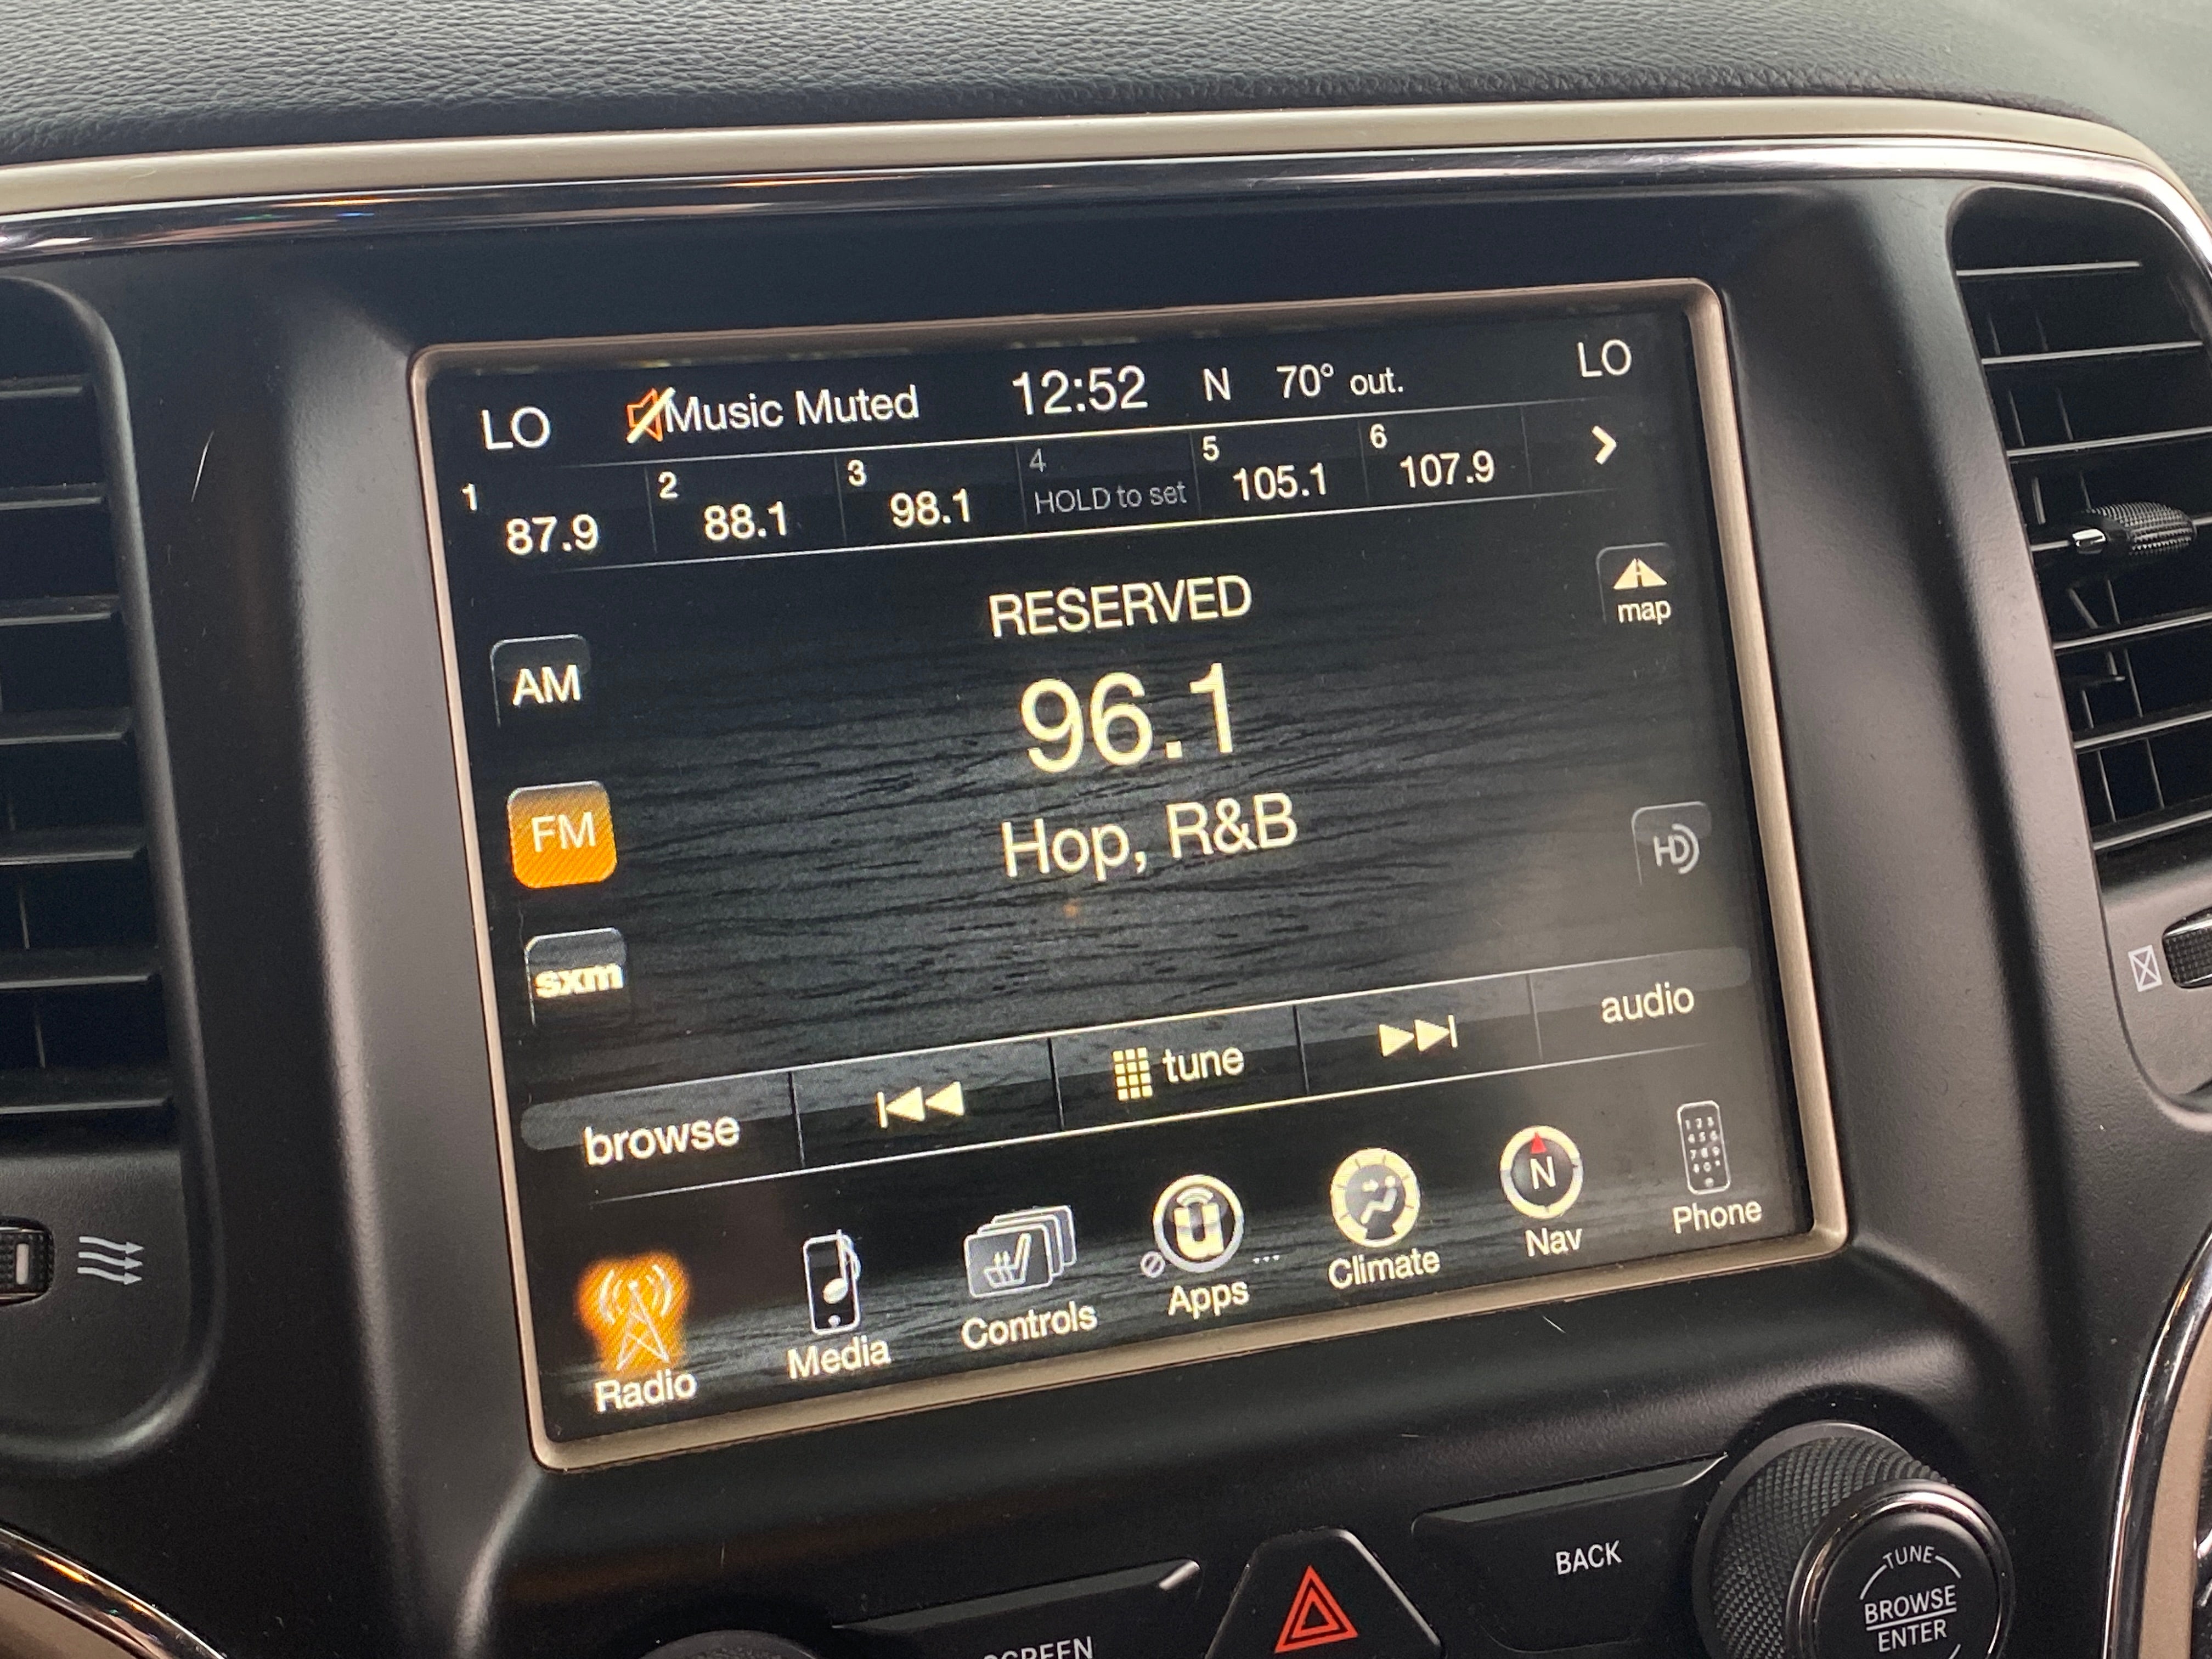 LO Music Muted 12:52 N 70° out. LO
1 2 3 4 5 6
87.9 88.1 98.1 HOLD to set 105.1 107.9
RESERVED
map
AM
96.1
FM
Hop, R&B
HD
sxm
browse tune audio
Radio Media Controls Apps ... Climate N Nav Phone
BACK
TUNE
BROWSE
ENTER